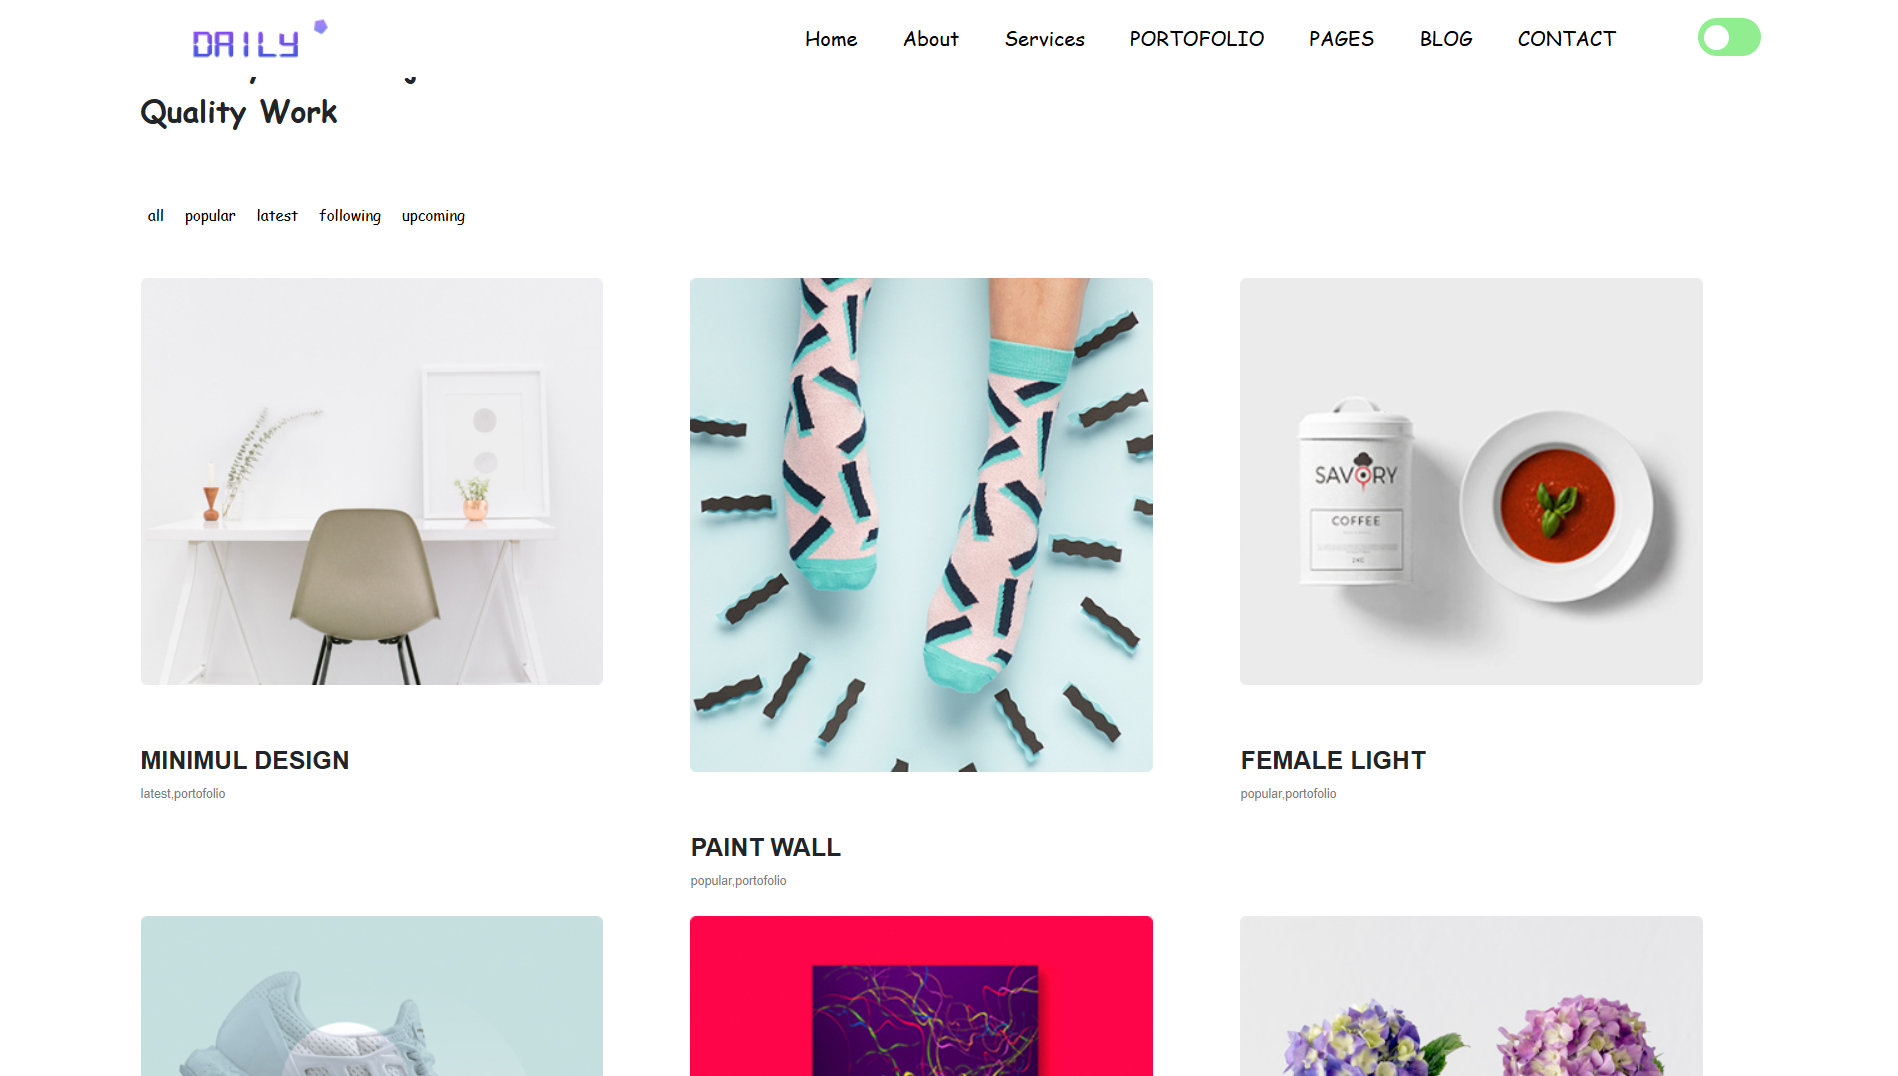 DAILY
Home About Services PORTOFOLIO PAGES BLOG CONTACT
Quality Work
all popular latest following upcoming
SAVORY
COFFEE
MINIMUL DESIGN
latest,portofolio
FEMALE LIGHT
popular,portofolio
PAINT WALL
popular,portofolio